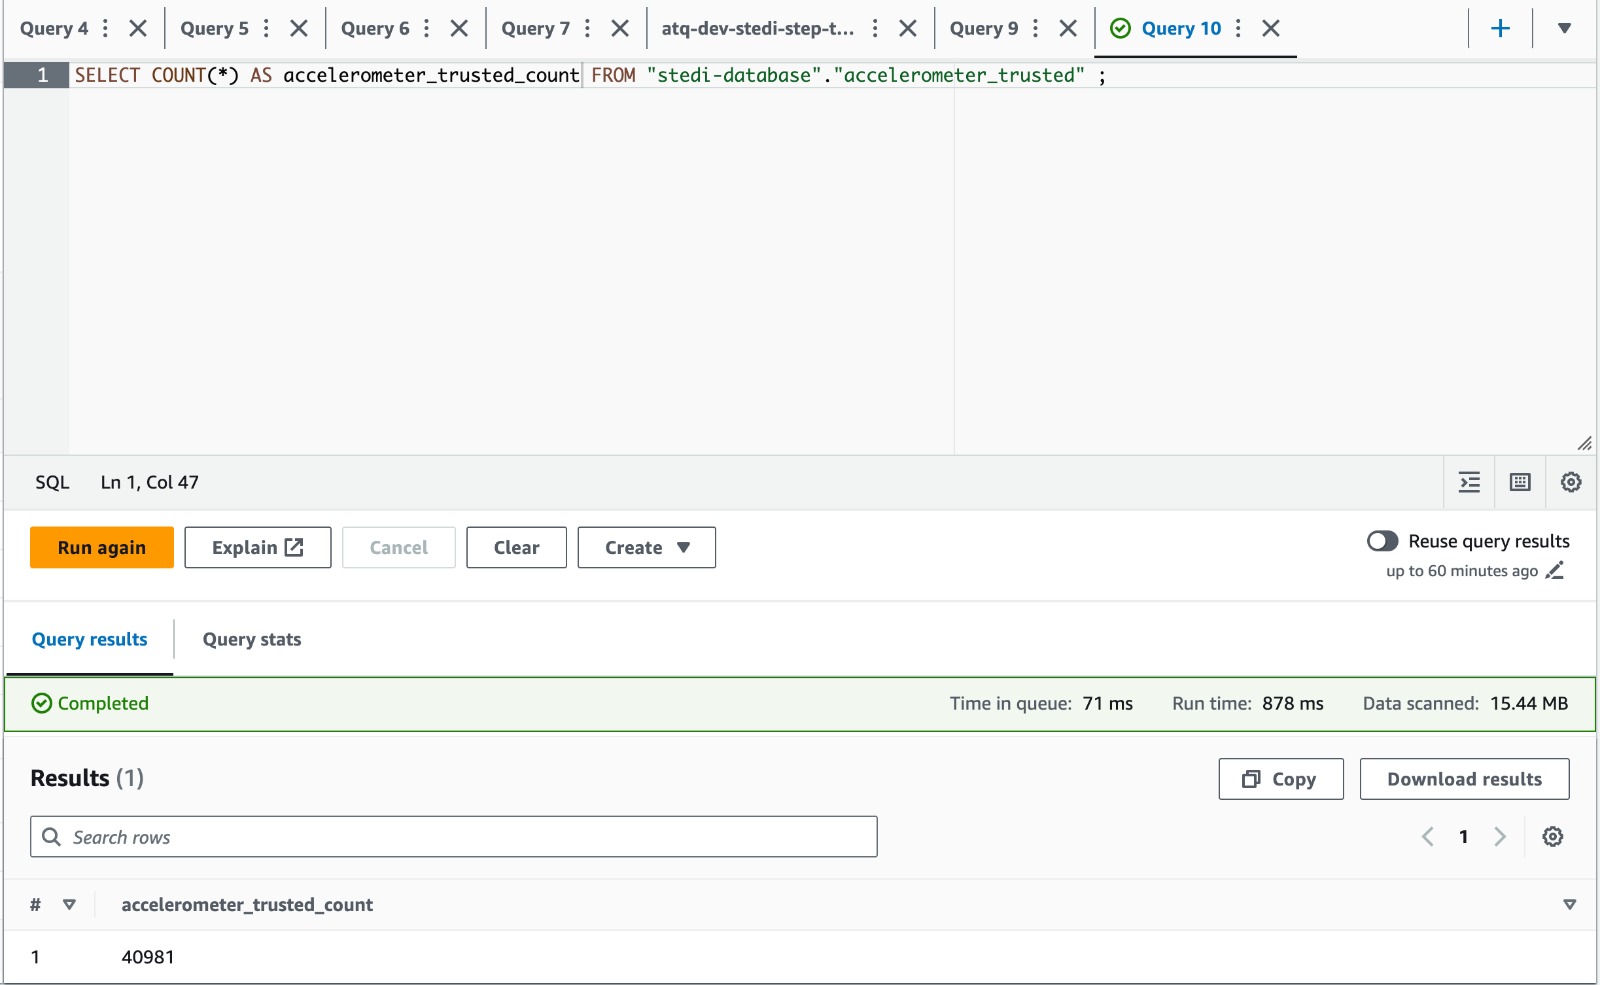 Query 4 Query 5 Query 6 Query 7 atq-dev-stedi-step-t... Query 9 Query 10
1 SELECT COUNT(*) AS accelerometer_trusted_count FROM "stedi-database"."accelerometer_trusted" ;
SQL Ln 1, Col 47
Run again Explain Cancel Clear Create Reuse query results
up to 60 minutes ago
Query results Query stats
Completed Time in queue: 71 ms Run time: 878 ms Data scanned: 15.44 MB
Results (1) Copy Download results
Search rows 1
# accelerometer_trusted_count
1 40981